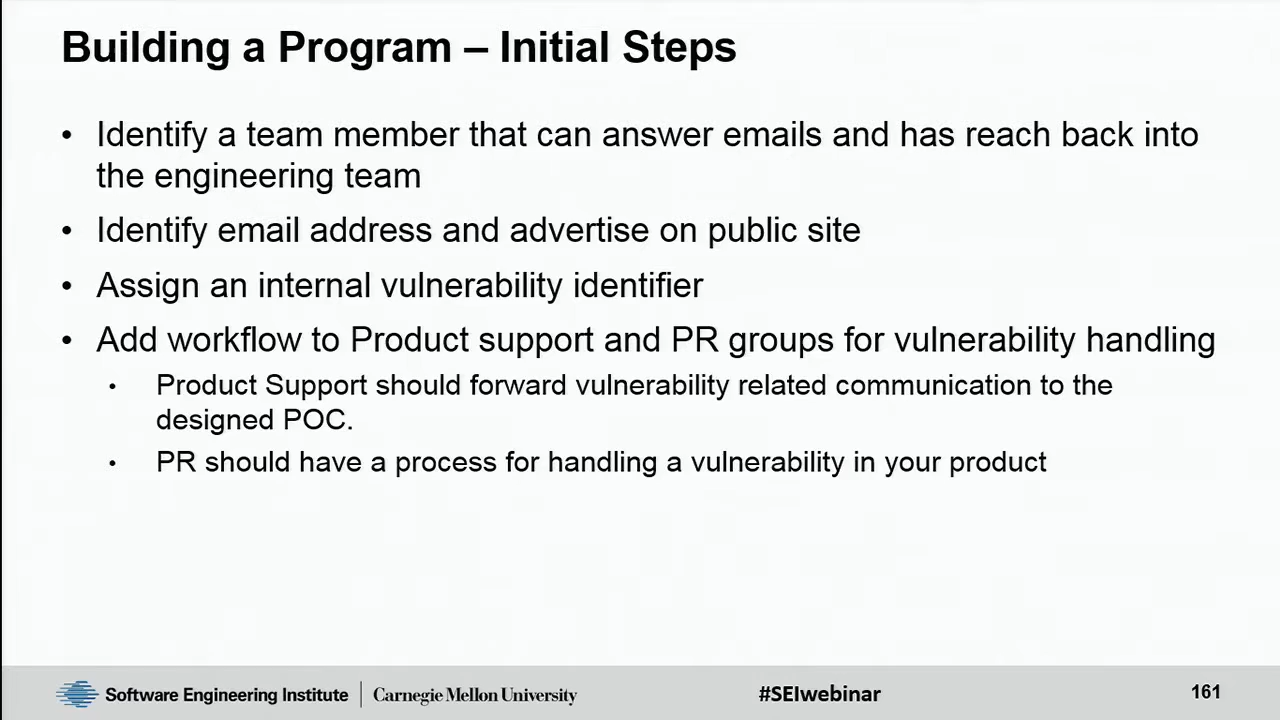 Building a Program – Initial Steps
• Identify a team member that can answer emails and has reach back into
the engineering team
• Identify email address and advertise on public site
• Assign an internal vulnerability identifier
• Add workflow to Product support and PR groups for vulnerability handling
• Product Support should forward vulnerability related communication to the
designed POC.
• PR should have a process for handling a vulnerability in your product
Software Engineering Institute | Carnegie Mellon University
#SEIwebinar
161